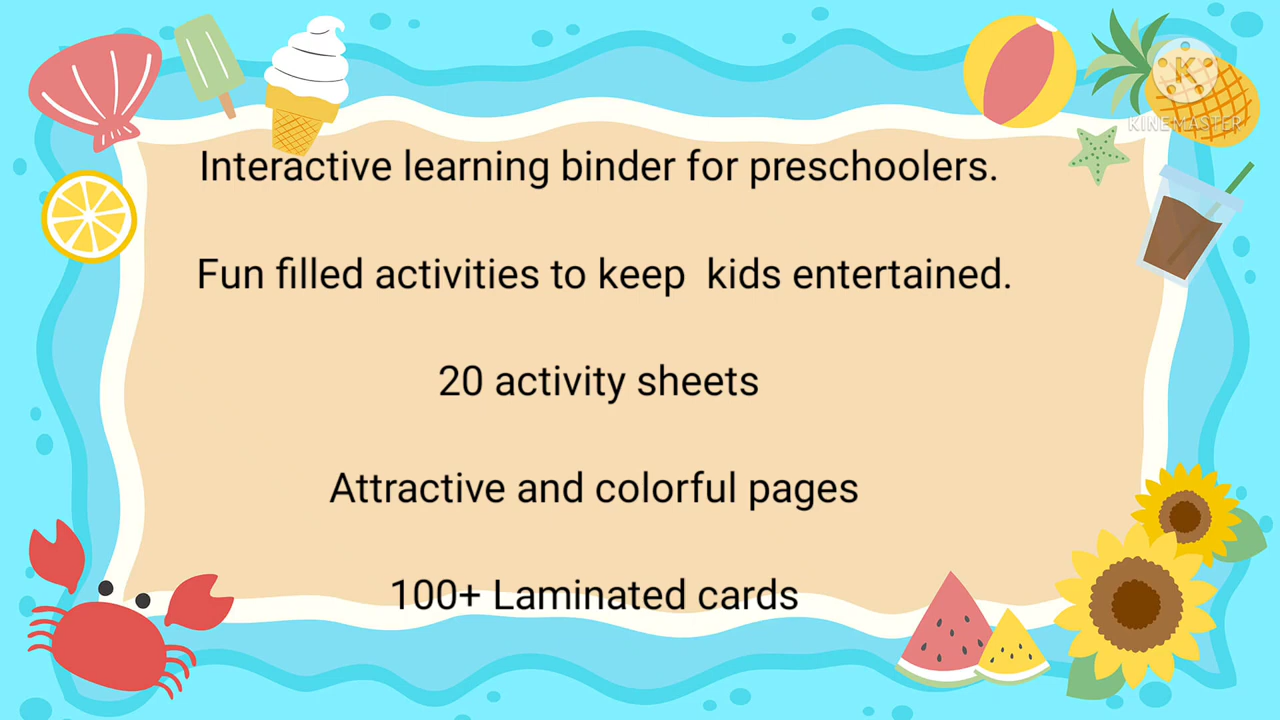 K
KINEMASTER
Interactive learning binder for preschoolers.
Fun filled activities to keep  kids entertained.
20 activity sheets
Attractive and colorful pages
100+ Laminated cards